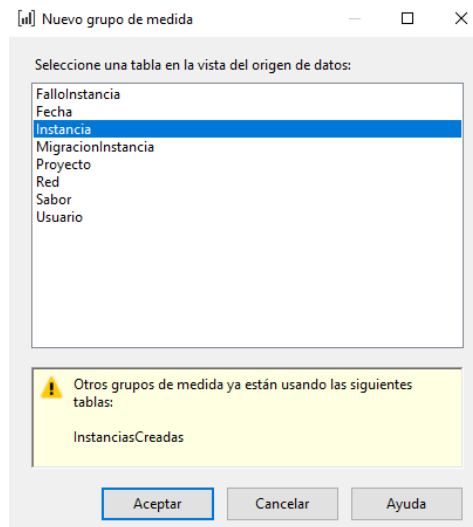 Nuevo grupo de medida
Seleccione una tabla en la vista del origen de datos:
FalloInstancia
Fecha
Instancia
MigracionInstancia
Proyecto
Red
Sabor
Usuario
Otros grupos de medida ya están usando las siguientes
tablas:
InstanciasCreadas
Aceptar
Cancelar
Ayuda